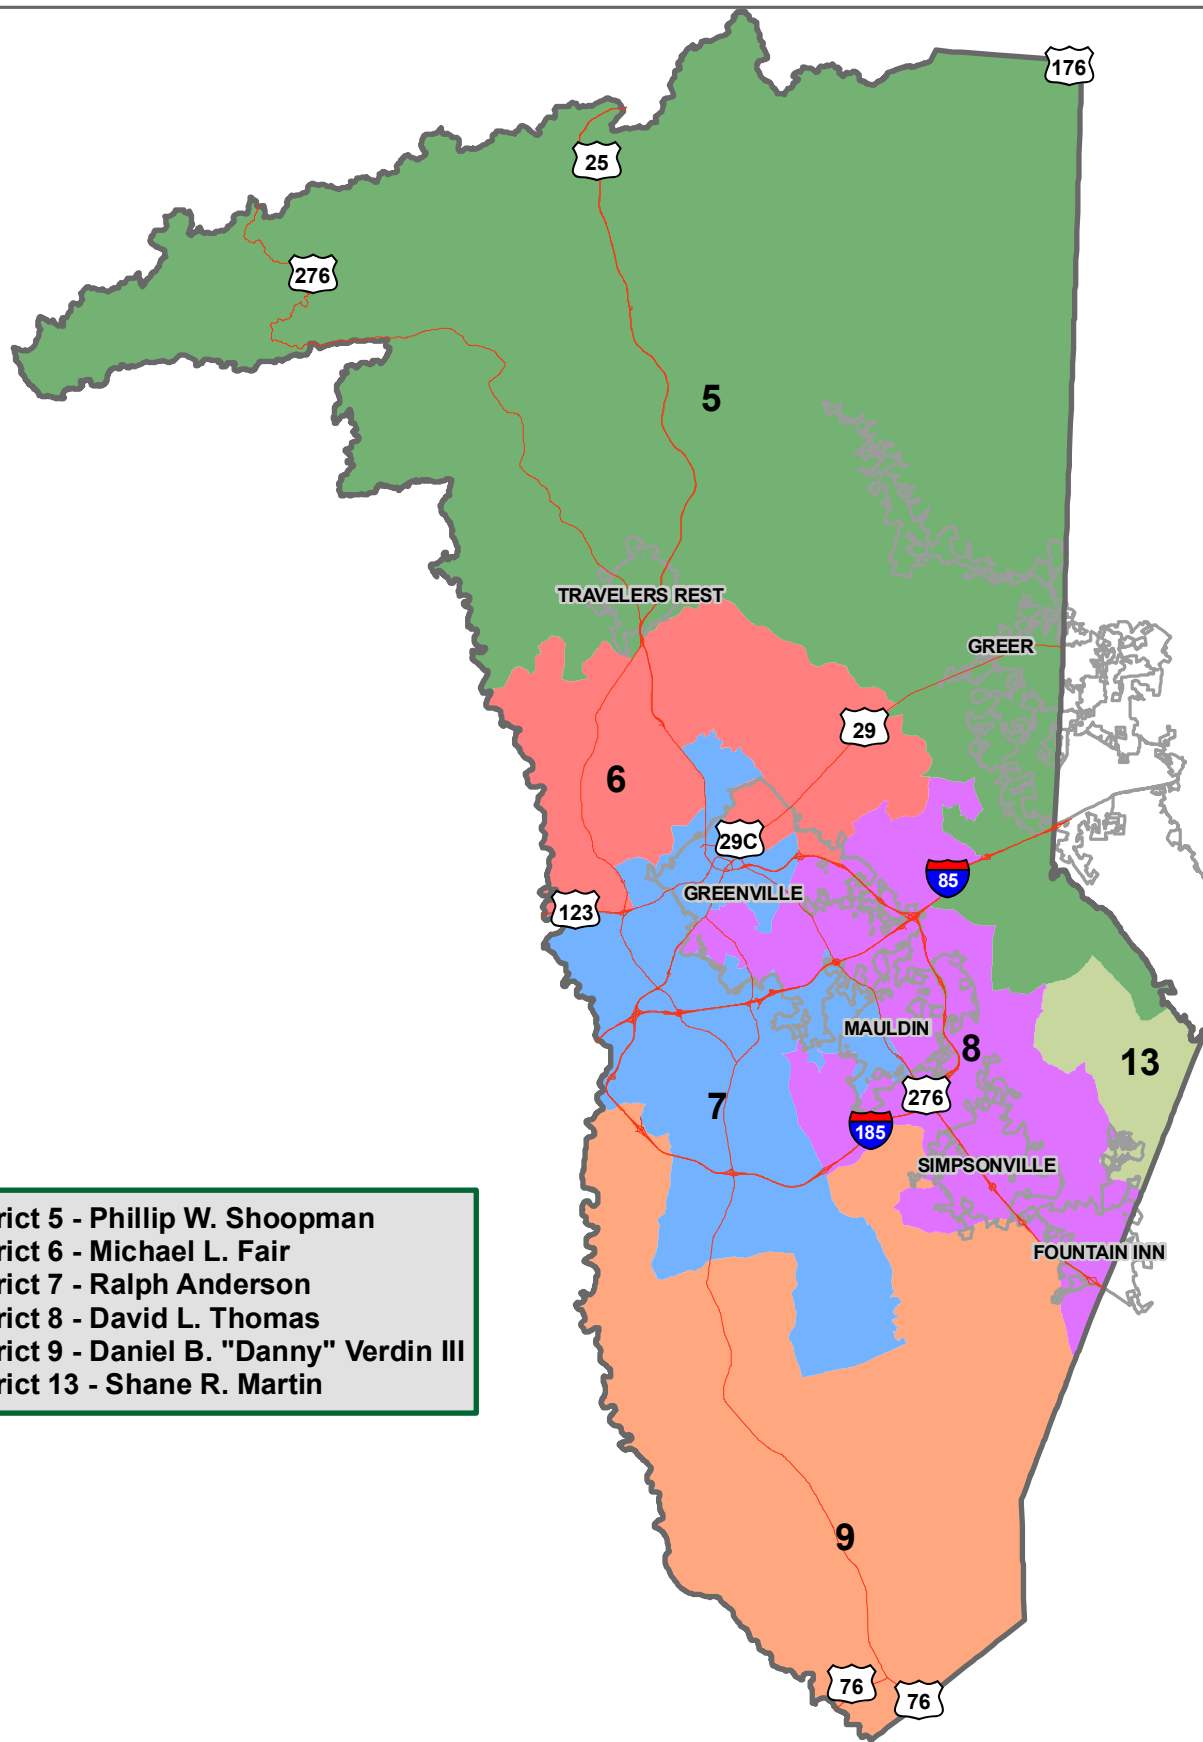 176
25
276
5
TRAVELERS REST
GREER
29
6
29C
85
GREENVILLE
123
MAULDIN
8
13
276
7
185
SIMPSONVILLE
rict 5 - Phillip W. Shoopman
rict 6 - Michael L. Fair
FOUNTAIN INN
rict 7 - Ralph Anderson
rict 8 - David L. Thomas
rict 9 - Daniel B. "Danny" Verdin III
rict 13 - Shane R. Martin
9
76
76